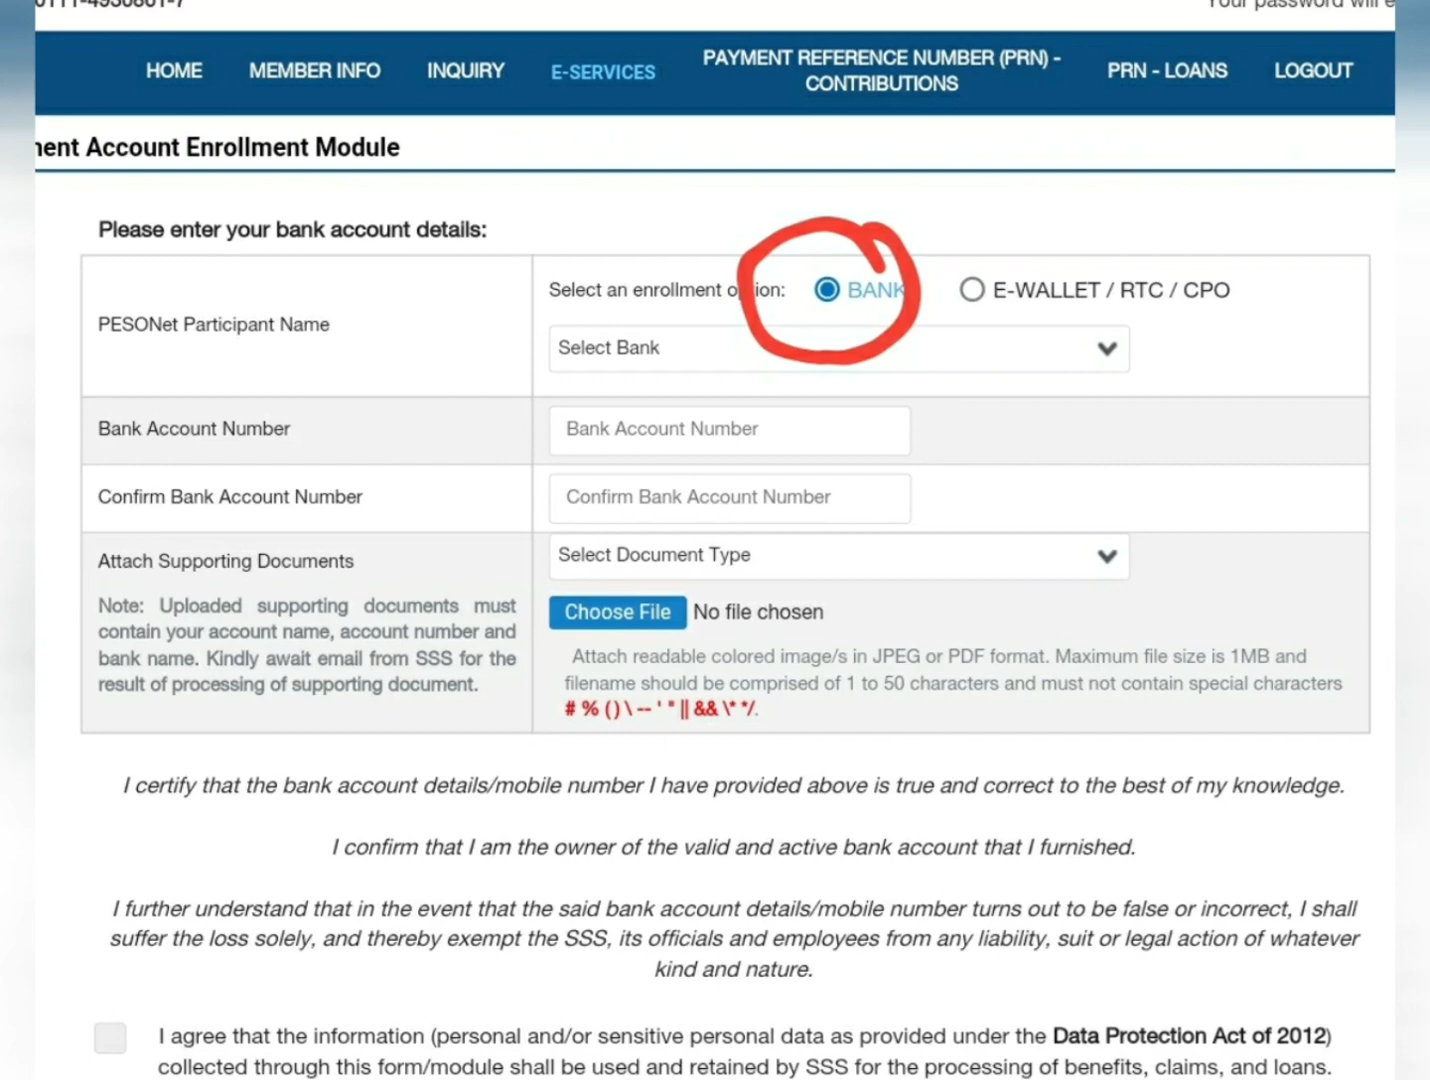 HOME MEMBER INFO INQUIRY E-SERVICES PAYMENT REFERENCE NUMBER (PRN) -
CONTRIBUTIONS PRN - LOANS LOGOUT
Account Enrollment Module
Please enter your bank account details:
PESONet Participant Name
Select an enrollment BANK E-WALLET / RTC / CPO
Select Bank
Bank Account Number
Bank Account Number
Confirm Bank Account Number
Confirm Bank Account Number
Attach Supporting Documents
Note: Uploaded supporting documents must
contain your account name, account number and
bank name. Kindly await email from SSS for the
result of processing of supporting document.
Select Document Type
Choose File No file chosen
Attach readable colored image/s in JPEG or PDF format. Maximum file size is 1MB and
filename should be comprised of 1 to 50 characters and must not contain special characters
# % ( ) \ -- ' " || && \* */.
I certify that the bank account details/mobile number I have provided above is true and correct to the best of my knowledge.
I confirm that I am the owner of the valid and active bank account that I furnished.
I further understand that in the event that the said bank account details/mobile number turns out to be false or incorrect, I shall
suffer the loss solely, and thereby exempt the SSS, its officials and employees from any liability, suit or legal action of whatever
kind and nature.
I agree that the information (personal and/or sensitive personal data as provided under the Data Protection Act of 2012)
collected through this form/module shall be used and retained by SSS for the processing of benefits, claims, and loans.